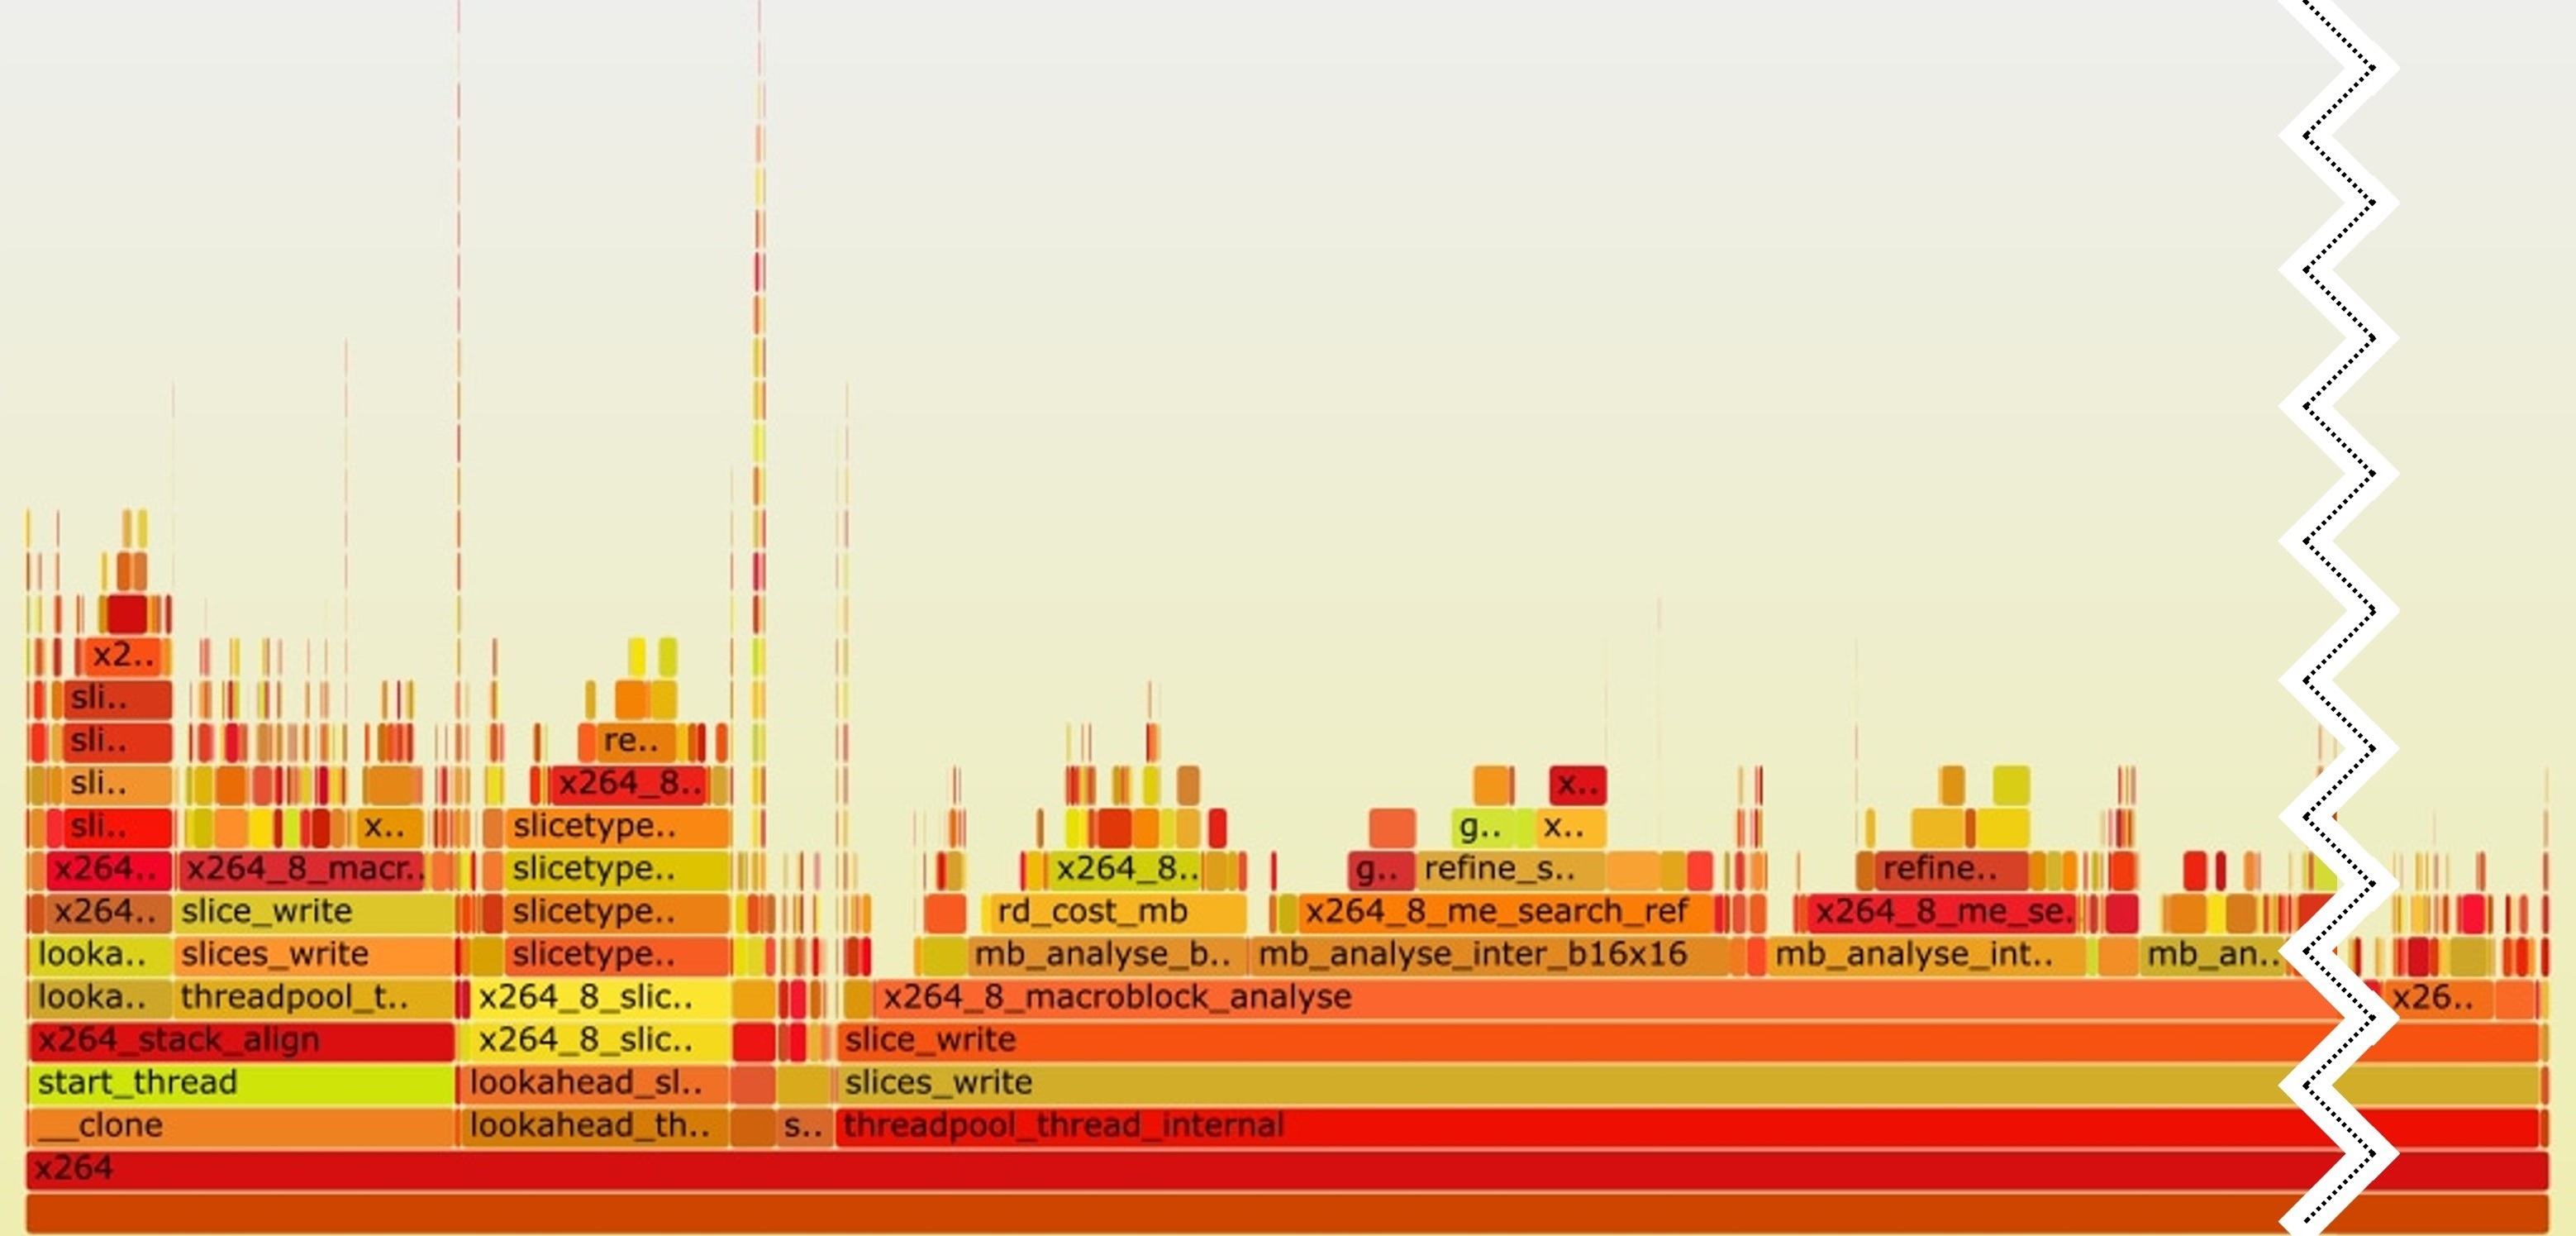 x2..
sli..
sli.. re..
sli.. x264_8.. x..
sli.. x.. slicetype.. g.. x..
x264.. x264_8_macr.. slicetype.. x264_8.. g.. refine_s.. refine..
x264.. slice_write slicetype.. rd_cost_mb x264_8_me_search_ref x264_8_me_se.
looka.. slices_write slicetype.. mb_analyse_b.. mb_analyse_inter_b16x16 mb_analyse_int.. mb_an..
looka.. threadpool_t.. x264_8_slic.. x264_8_macroblock_analyse x26..
x264_stack_align x264_8_slic.. slice_write
start_thread lookahead_sl.. slices_write
__clone lookahead_th.. s.. threadpool_thread_internal
x264